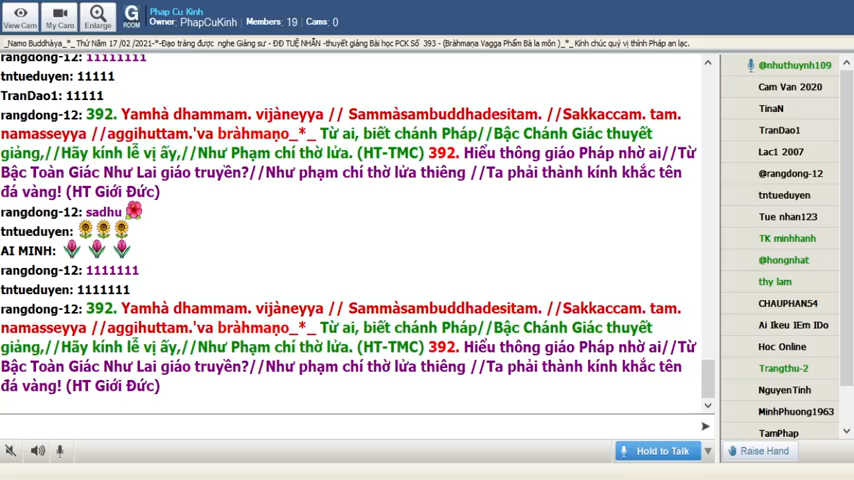 View Cam
My Cam
Enlarge
G
ROOM
Phap Cu Kinh
Owner: PhapCuKinh Members: 19 Cams: 0
_Namo Buddhàya_*_ Thứ Năm 17 /02 /2021-*-Đạo tràng được nghe Giảng sư - ĐĐ TUỆ NHÂN -thuyết giảng Bài học PCK Số 393 - (Bràhmaṇa Vagga Phẩm Bà la môn )_*_ Kính chúc quý vị thính Pháp an lạc.
rangdong-12: 11111111
tntueduyen: 11111
TranDao1: 11111
rangdong-12: 392. Yamhà dhammam. vijàneyya // Sammàsambuddhadesitam. //Sakkaccam. tam.
namasseyya //aggihuttam.'va bràhmaṇo_*_ Từ ai, biết chánh Pháp//Bậc Chánh Giác thuyết
giảng,//Hãy kính lễ vị ấy,//Như Phạm chí thờ lửa. (HT-TMC) 392. Hiểu thông giáo Pháp nhờ ai//Từ
Bậc Toàn Giác Như Lai giáo truyền?//Như phạm chí thờ lửa thiêng //Ta phải thành kính khắc tên
đá vàng! (HT Giới Đức)
rangdong-12: sadhu
tntueduyen:
AI MINH:
rangdong-12: 1111111
tntueduyen: 1111111
rangdong-12: 392. Yamhà dhammam. vijàneyya // Sammàsambuddhadesitam. //Sakkaccam. tam.
namasseyya //aggihuttam.'va bràhmaṇo_*_ Từ ai, biết chánh Pháp//Bậc Chánh Giác thuyết
giảng,//Hãy kính lễ vị ấy,//Như Phạm chí thờ lửa. (HT-TMC) 392. Hiểu thông giáo Pháp nhờ ai//Từ
Bậc Toàn Giác Như Lai giáo truyền?//Như phạm chí thờ lửa thiêng //Ta phải thành kính khắc tên
đá vàng! (HT Giới Đức)
@nhuthuynh109
Cam Van 2020
TinaN
TranDao1
Lac1 2007
@rangdong-12
tntueduyen
Tue nhan123
TK minhhanh
@hongnhat
thy lam
CHAUPHAN54
Ai Ikeu IEm IDo
Hoc Online
Trangthu-2
NguyenTinh
MinhPhuong1963
TamPhap
Hold to Talk
Raise Hand